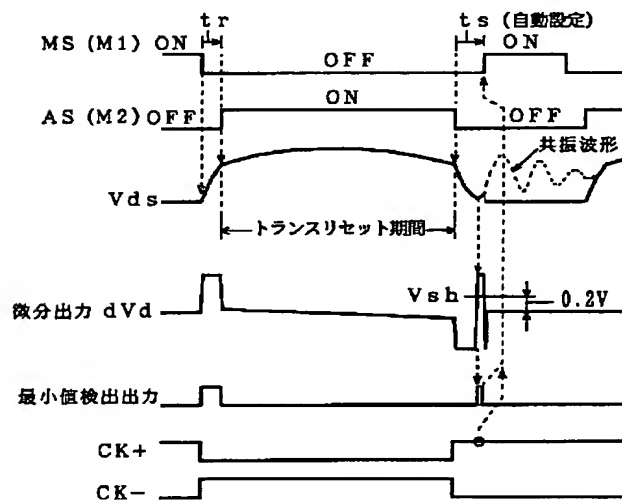 tr
ts (自動設定)
MS (M1) ON
OFF
ON
AS (M2) OFF
ON
OFF
共振波形
Vds
トランスリセット期間
微分出力 dVd
Vsh
0.2V
最小値検出出力
CK+
CK−